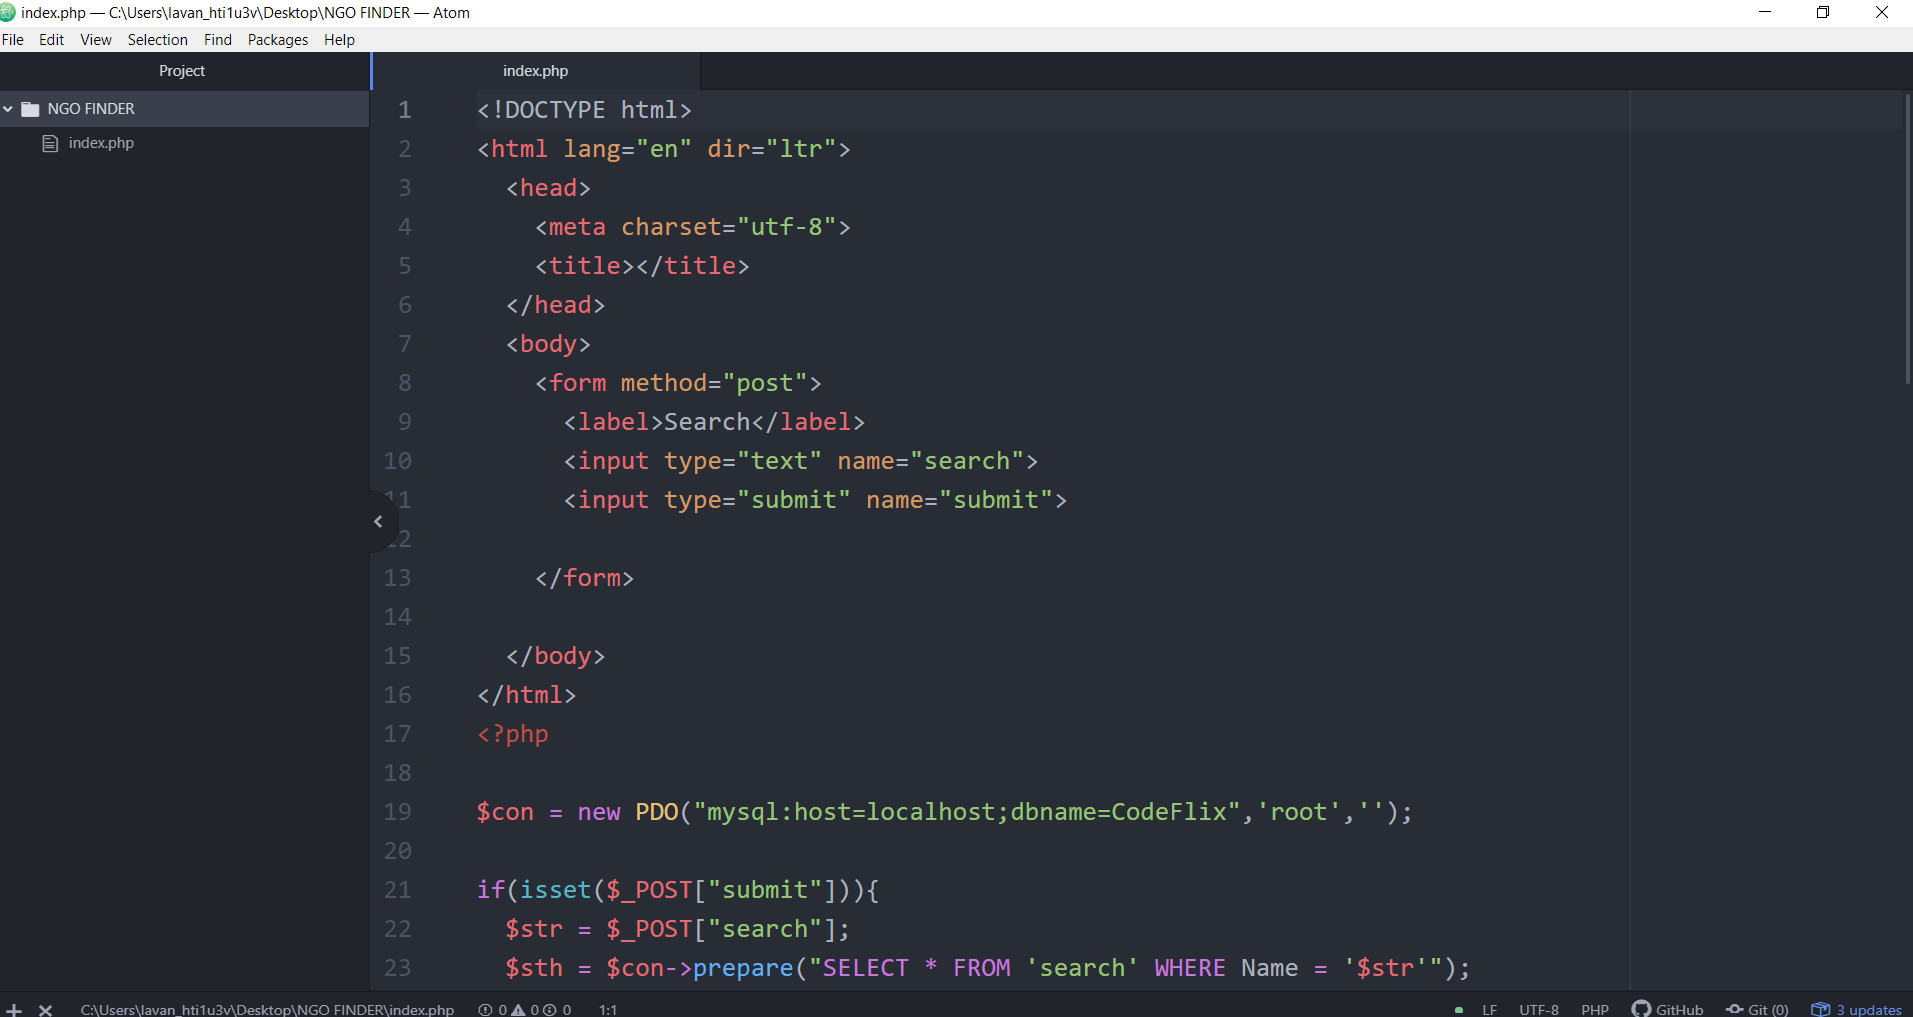 index.php — C:\Users\lavan_hti1u3v\Desktop\NGO FINDER — Atom
File Edit View Selection Find Packages Help
Project
index.php
NGO FINDER
index.php
1 <!DOCTYPE html>
2 <html lang="en" dir="ltr">
3 <head>
4 <meta charset="utf-8">
5 <title></title>
6 </head>
7 <body>
8 <form method="post">
9 <label>Search</label>
10 <input type="text" name="search">
11 <input type="submit" name="submit">
12
13 </form>
14
15 </body>
16 </html>
17 <?php
18
19 $con = new PDO("mysql:host=localhost;dbname=CodeFlix",'root','');
20
21 if(isset($_POST["submit"])){
22 $str = $_POST["search"];
23 $sth = $con->prepare("SELECT * FROM 'search' WHERE Name = '$str'");
C:\Users\lavan_hti1u3v\Desktop\NGO FINDER\index.php 0 0 0 1:1 LF UTF-8 PHP GitHub Git (0) 3 updates